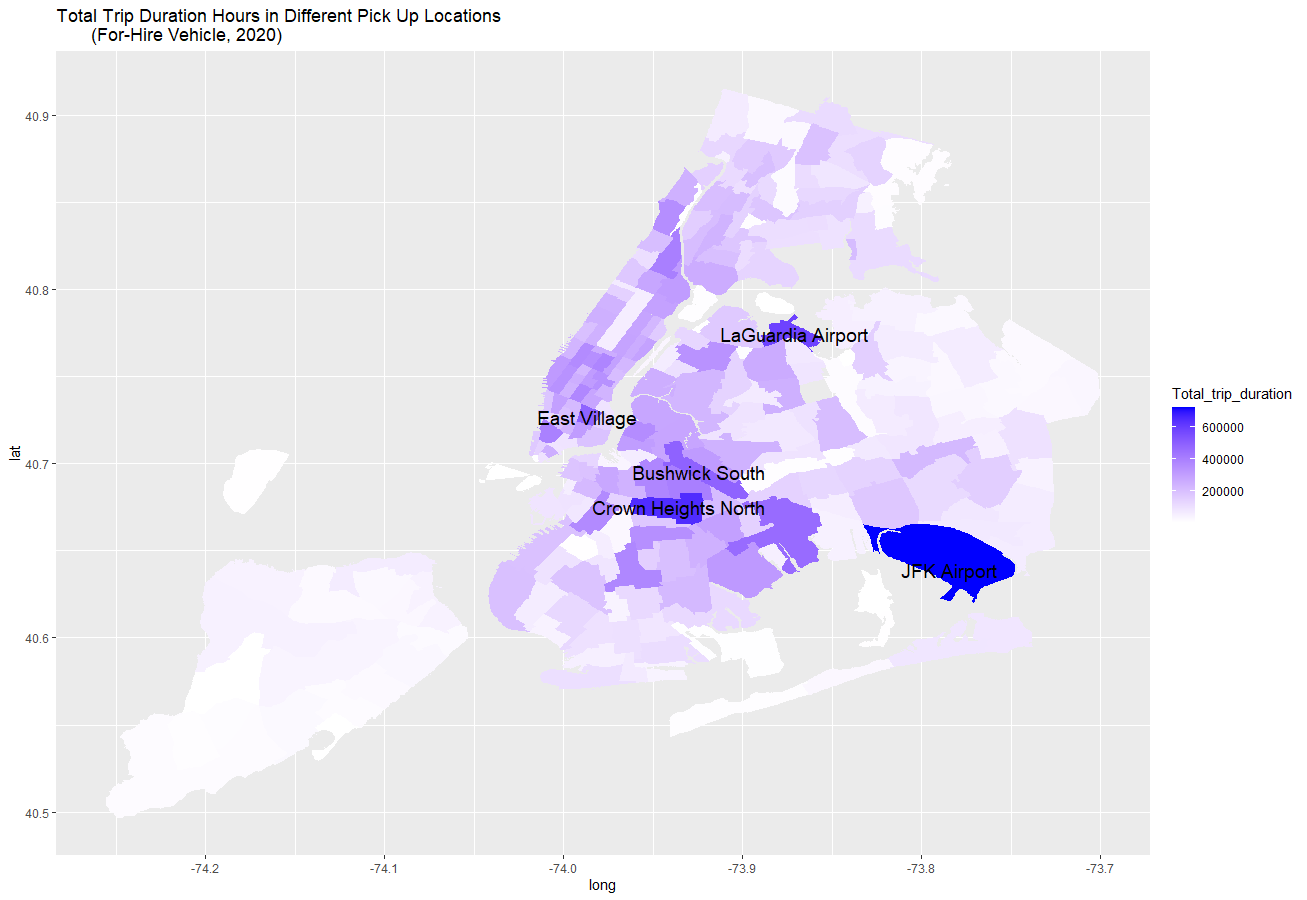 Total Trip Duration Hours in Different Pick Up Locations
(For-Hire Vehicle, 2020)
40.9
40.8
LaGuardia Airport
Total_trip_duration
600000
East Village
400000
lat
40.7
Bushwick South
200000
Crown Heights North
JFK Airport
40.6
40.5
-74.2
-74.1
-74.0
-73.9
-73.8
-73.7
long